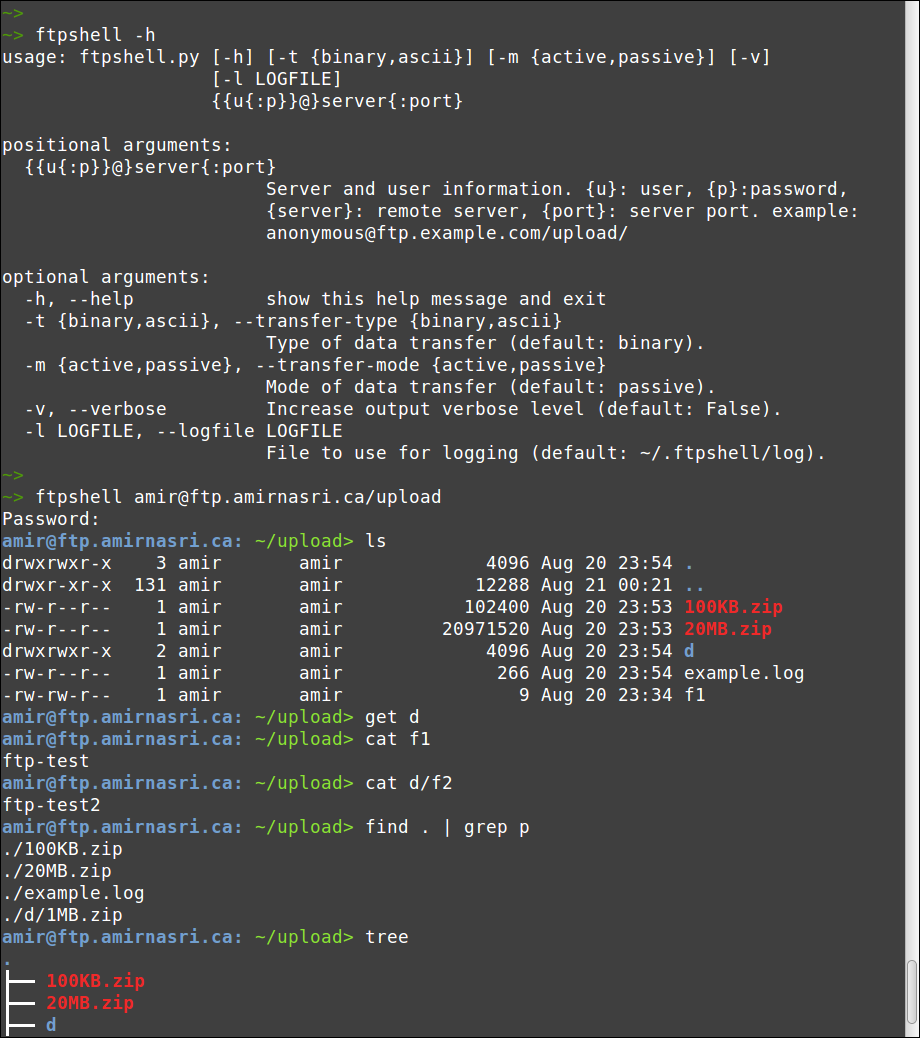 ~>
~> ftpshell -h
usage: ftpshell.py [-h] [-t {binary,ascii}] [-m {active,passive}] [-v]
                   [-l LOGFILE]
                   {{u{:p}}@}server{:port}

positional arguments:
  {{u{:p}}@}server{:port}
                        Server and user information. {u}: user, {p}:password,
                        {server}: remote server, {port}: server port. example:
                        anonymous@ftp.example.com/upload/

optional arguments:
  -h, --help            show this help message and exit
  -t {binary,ascii}, --transfer-type {binary,ascii}
                        Type of data transfer (default: binary).
  -m {active,passive}, --transfer-mode {active,passive}
                        Mode of data transfer (default: passive).
  -v, --verbose         Increase output verbose level (default: False).
  -l LOGFILE, --logfile LOGFILE
                        File to use for logging (default: ~/.ftpshell/log).
~>
~> ftpshell amir@ftp.amirnasri.ca/upload
Password:
amir@ftp.amirnasri.ca: ~/upload> ls
drwxrwxr-x    3 amir       amir             4096 Aug 20 23:54 .
drwxr-xr-x  131 amir       amir            12288 Aug 21 00:21 ..
-rw-r--r--    1 amir       amir           102400 Aug 20 23:53 100KB.zip
-rw-r--r--    1 amir       amir         20971520 Aug 20 23:53 20MB.zip
drwxrwxr-x    2 amir       amir             4096 Aug 20 23:54 d
-rw-r--r--    1 amir       amir              266 Aug 20 23:54 example.log
-rw-rw-r--    1 amir       amir                9 Aug 20 23:34 f1
amir@ftp.amirnasri.ca: ~/upload> get d
amir@ftp.amirnasri.ca: ~/upload> cat f1
ftp-test
amir@ftp.amirnasri.ca: ~/upload> cat d/f2
ftp-test2
amir@ftp.amirnasri.ca: ~/upload> find . | grep p
./100KB.zip
./20MB.zip
./example.log
./d/1MB.zip
amir@ftp.amirnasri.ca: ~/upload> tree
.
├── 100KB.zip
├── 20MB.zip
├── d